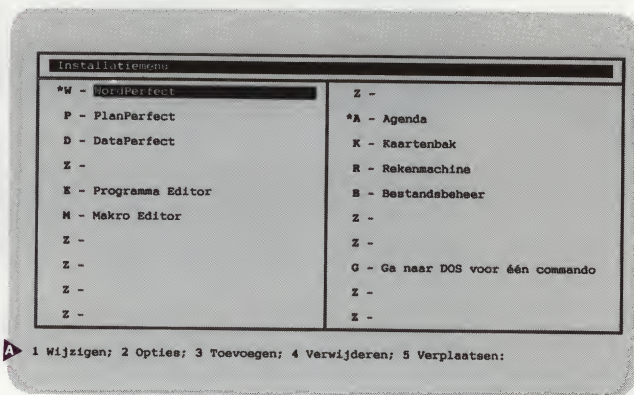 Installatiemenu
*W - WordPerfect
P - PlanPerfect
D - DataPerfect
Z -
E - Programma Editor
M - Makro Editor
Z -
Z -
Z -
Z -
Z -
*A - Agenda
K - Kaartenbak
R - Rekenmachine
B - Bestandsbeheer
Z -
Z -
G - Ga naar DOS voor één commando
Z -
Z -
A 1 Wijzigen; 2 Opties; 3 Toevoegen; 4 Verwijderen; 5 Verplaatsen: